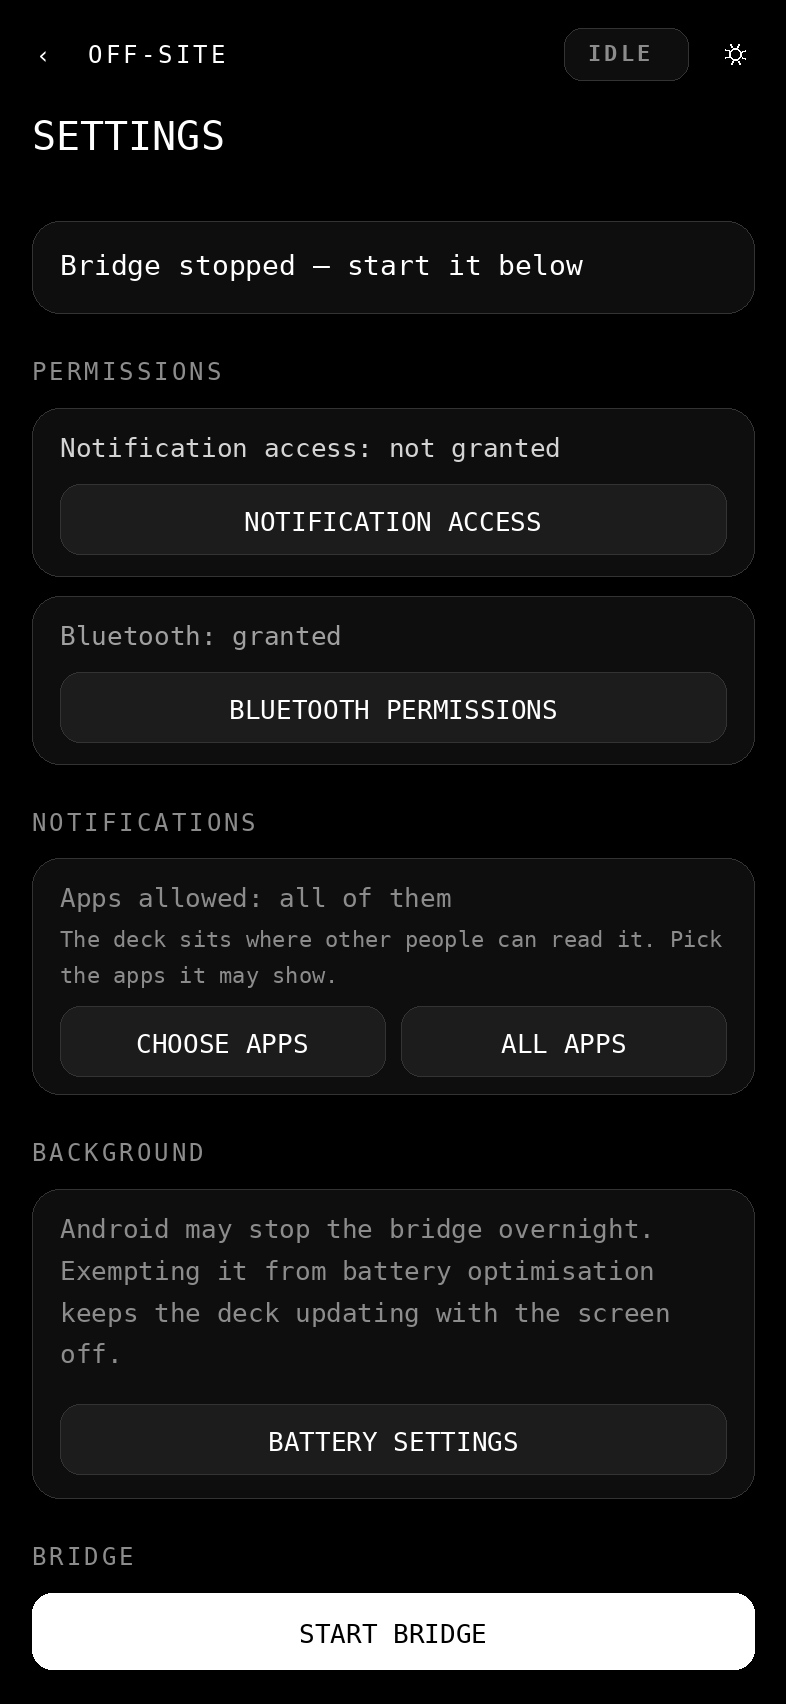 ‹ OFF-SITE IDLE
SETTINGS
Bridge stopped — start it below
PERMISSIONS
Notification access: not granted
NOTIFICATION ACCESS
Bluetooth: granted
BLUETOOTH PERMISSIONS
NOTIFICATIONS
Apps allowed: all of them
The deck sits where other people can read it. Pick
the apps it may show.
CHOOSE APPS ALL APPS
BACKGROUND
Android may stop the bridge overnight.
Exempting it from battery optimisation
keeps the deck updating with the screen
off.
BATTERY SETTINGS
BRIDGE
START BRIDGE